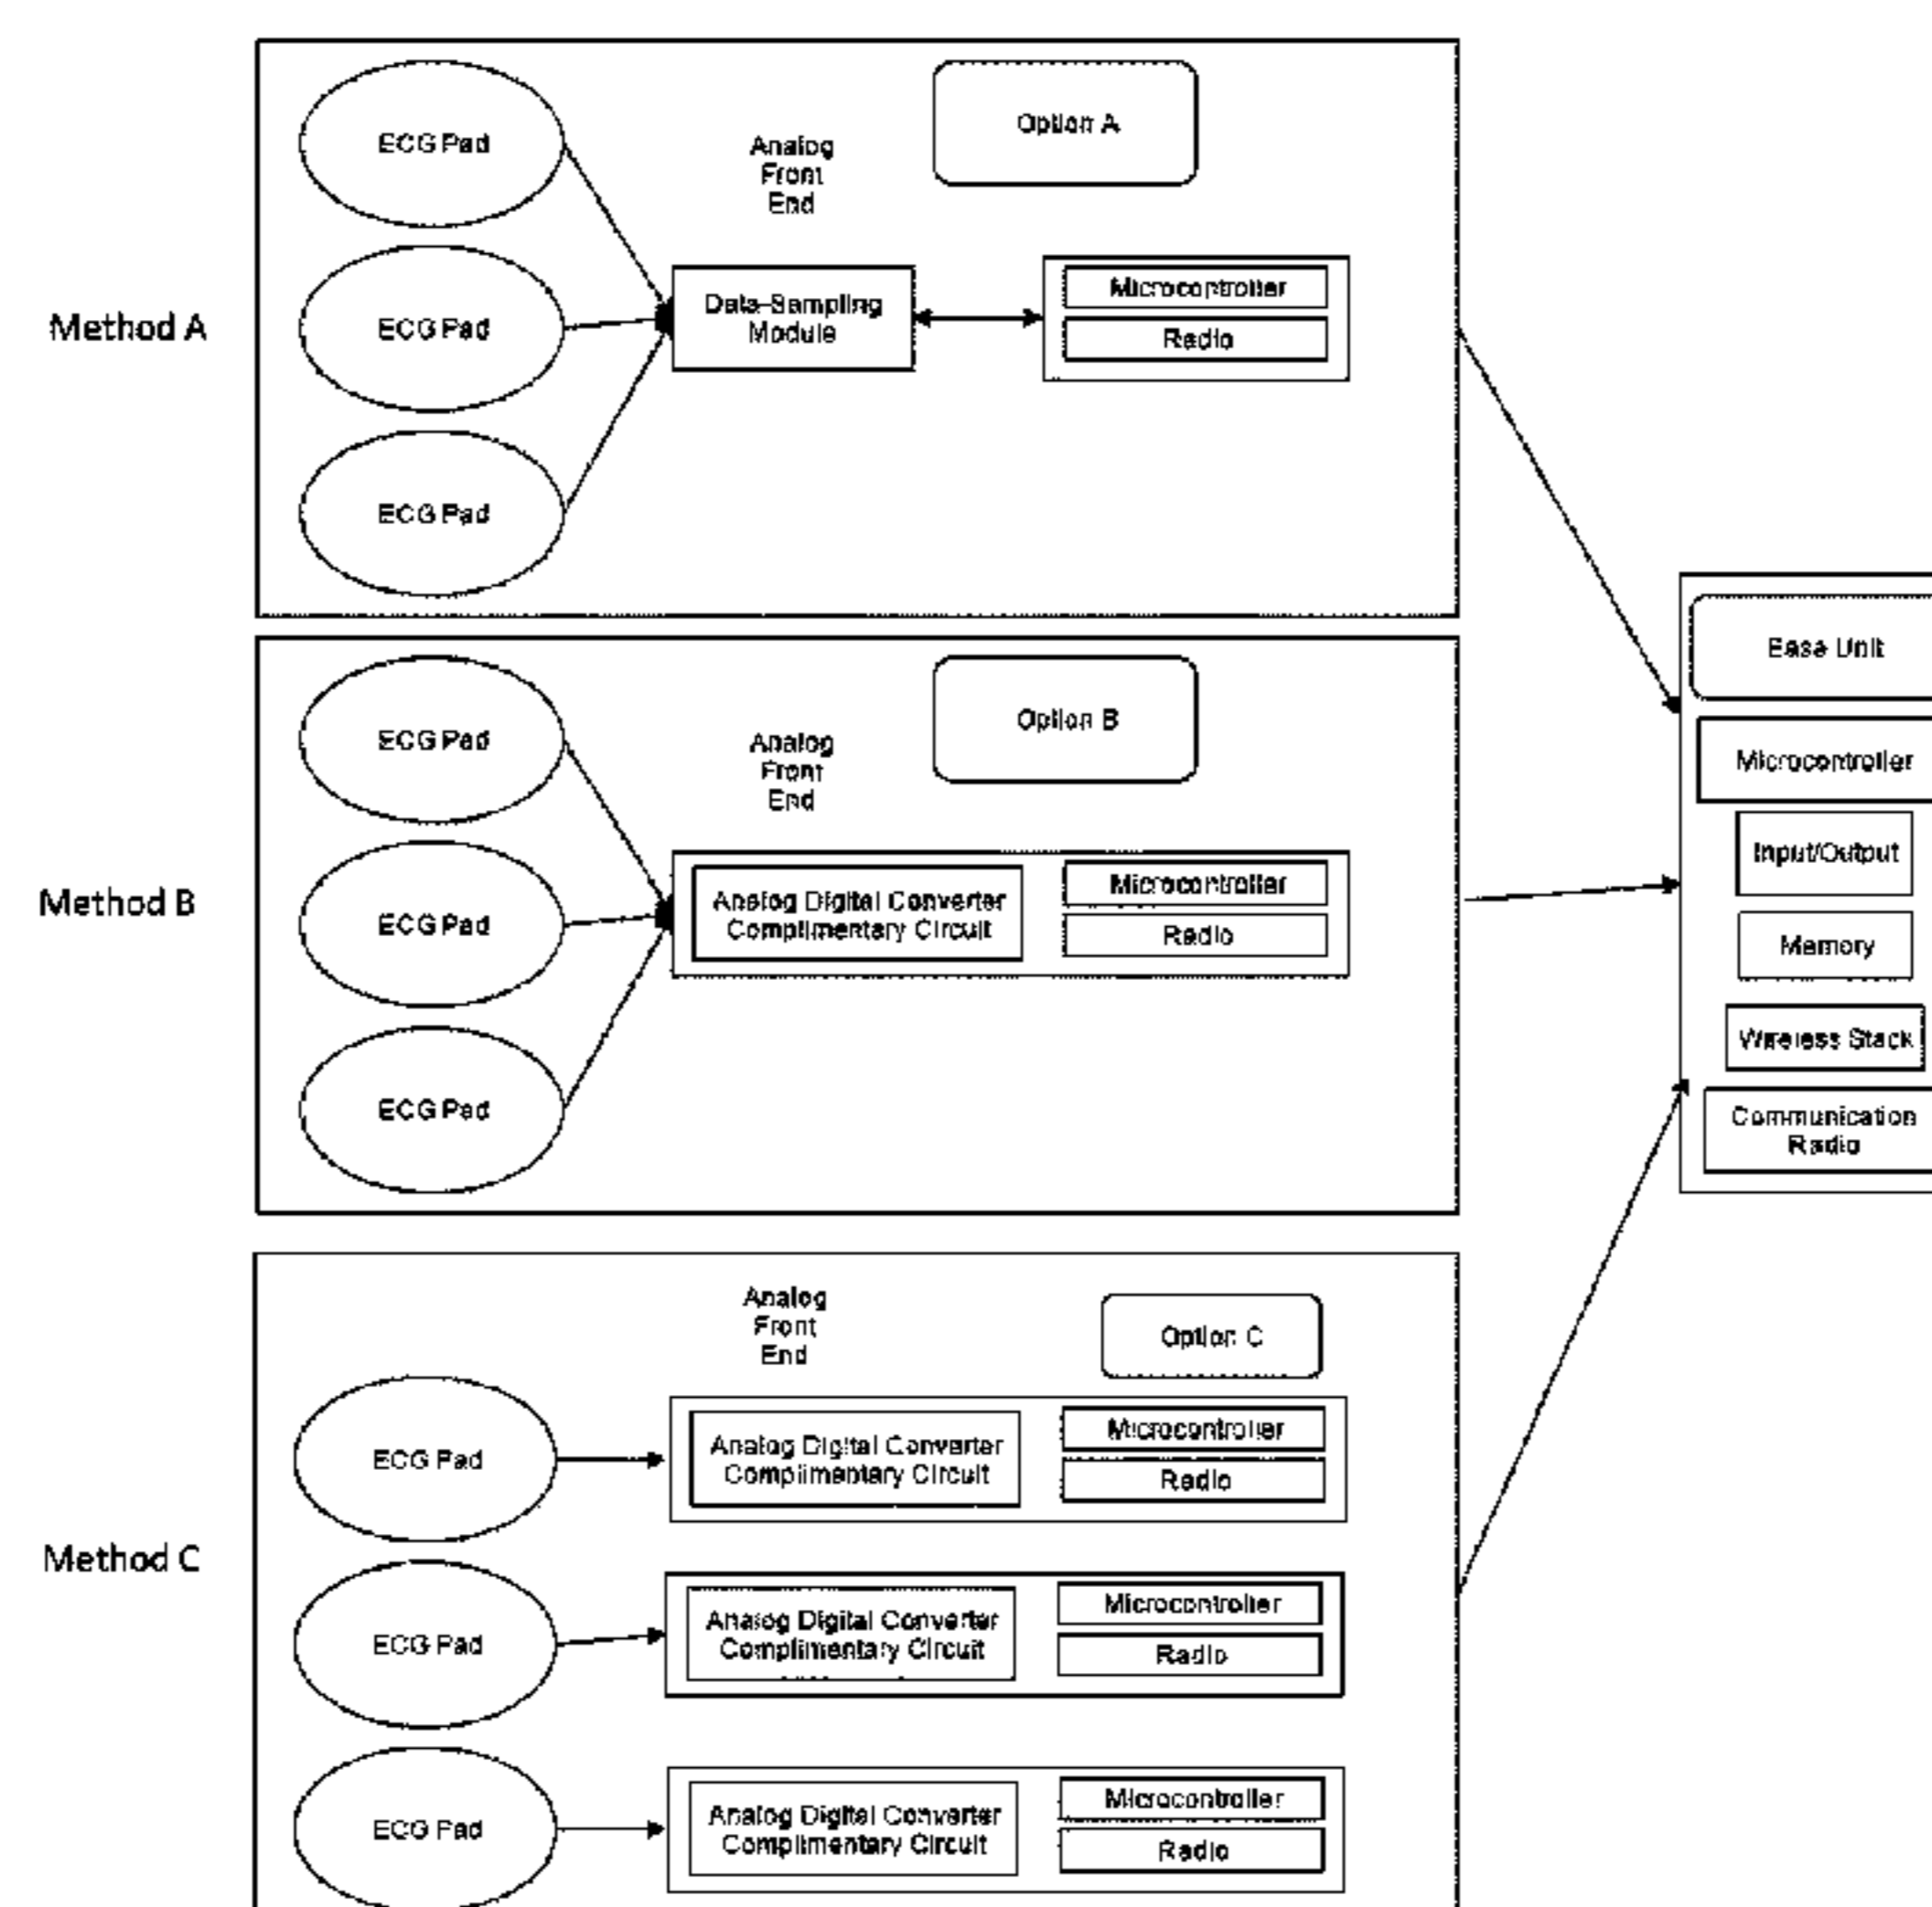 Method A
ECG Pad
ECG Pad
ECG Pad
Analog
Front
End
Option A
Data-Sampling
Module
Microcontroller
Radio
Method B
ECG Pad
ECG Pad
ECG Pad
Analog
Front
End
Option B
Analog Digital Converter
Complimentary Circuit
Microcontroller
Radio
Method C
Analog
Front
End
Option C
ECG Pad
Analog Digital Converter
Complimentary Circuit
Microcontroller
Radio
ECG Pad
Analog Digital Converter
Complimentary Circuit
Microcontroller
Radio
ECG Pad
Analog Digital Converter
Complimentary Circuit
Microcontroller
Radio
Base Unit
Microcontroller
Input/Output
Memory
Wireless Stack
Communication
Radio